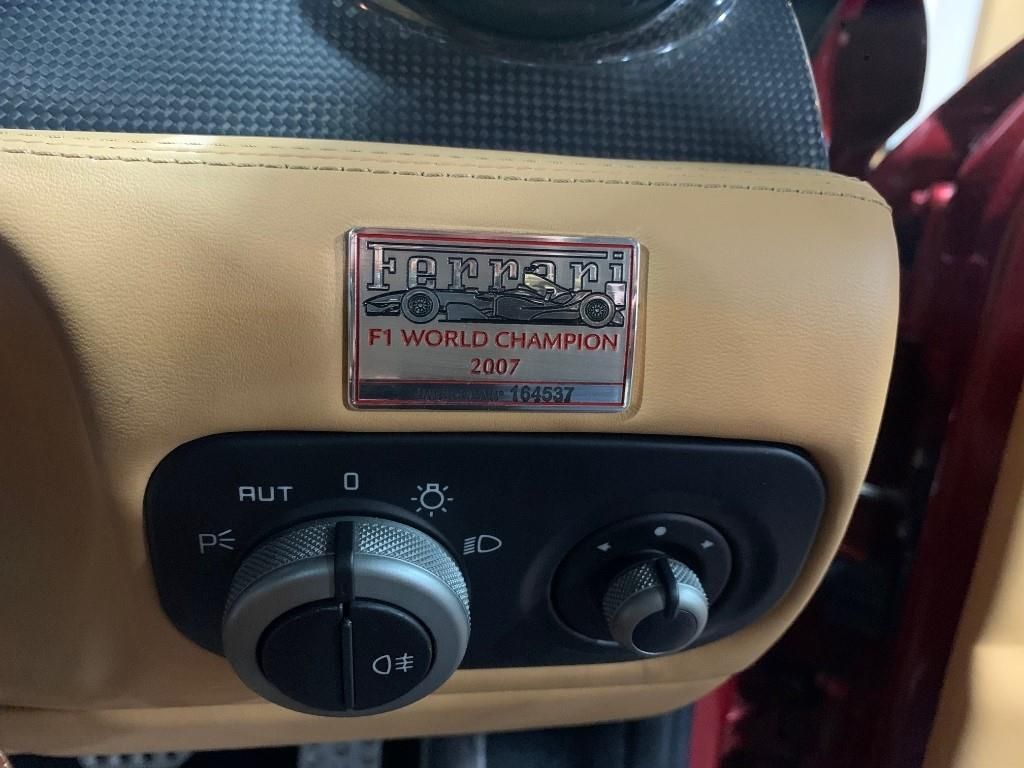 Ferrari
F1 WORLD CHAMPION
2007
164537
AUT
0
P